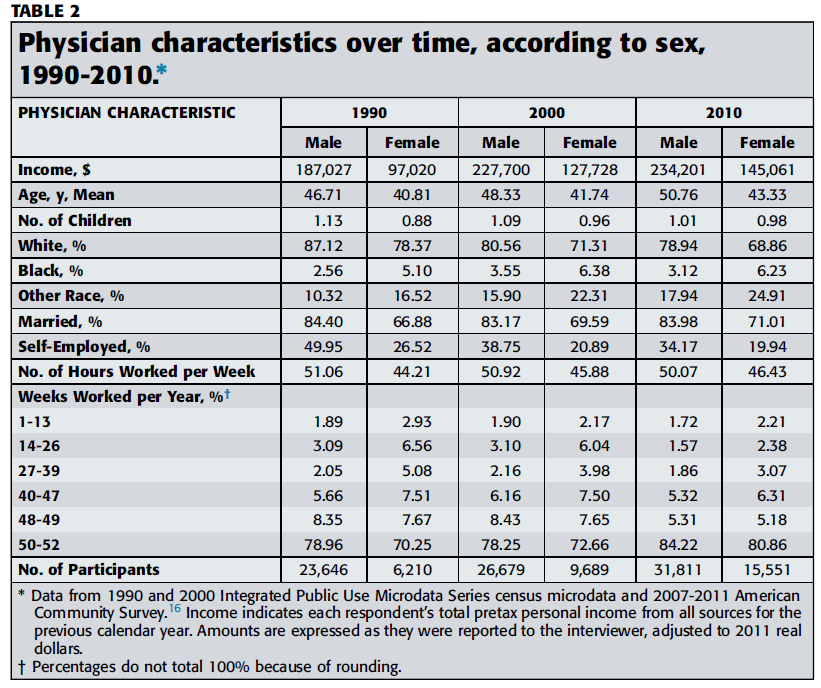 TABLE 2
Physician characteristics over time, according to sex,
1990-2010.*
PHYSICIAN CHARACTERISTIC 1990 2000 2010
Male Female Male Female Male Female
Income, $ 187,027 97,020 227,700 127,728 234,201 145,061
Age, y, Mean 46.71 40.81 48.33 41.74 50.76 43.33
No. of Children 1.13 0.88 1.09 0.96 1.01 0.98
White, % 87.12 78.37 80.56 71.31 78.94 68.86
Black, % 2.56 5.10 3.55 6.38 3.12 6.23
Other Race, % 10.32 16.52 15.90 22.31 17.94 24.91
Married, % 84.40 66.88 83.17 69.59 83.98 71.01
Self-Employed, % 49.95 26.52 38.75 20.89 34.17 19.94
No. of Hours Worked per Week 51.06 44.21 50.92 45.88 50.07 46.43
Weeks Worked per Year, %†
1-13 1.89 2.93 1.90 2.17 1.72 2.21
14-26 3.09 6.56 3.10 6.04 1.57 2.38
27-39 2.05 5.08 2.16 3.98 1.86 3.07
40-47 5.66 7.51 6.16 7.50 5.32 6.31
48-49 8.35 7.67 8.43 7.65 5.31 5.18
50-52 78.96 70.25 78.25 72.66 84.22 80.86
No. of Participants 23,646 6,210 26,679 9,689 31,811 15,551
* Data from 1990 and 2000 Integrated Public Use Microdata Series census microdata and 2007-2011 American
Community Survey.16 Income indicates each respondent's total pretax personal income from all sources for the
previous calendar year. Amounts are expressed as they were reported to the interviewer, adjusted to 2011 real
dollars.
† Percentages do not total 100% because of rounding.